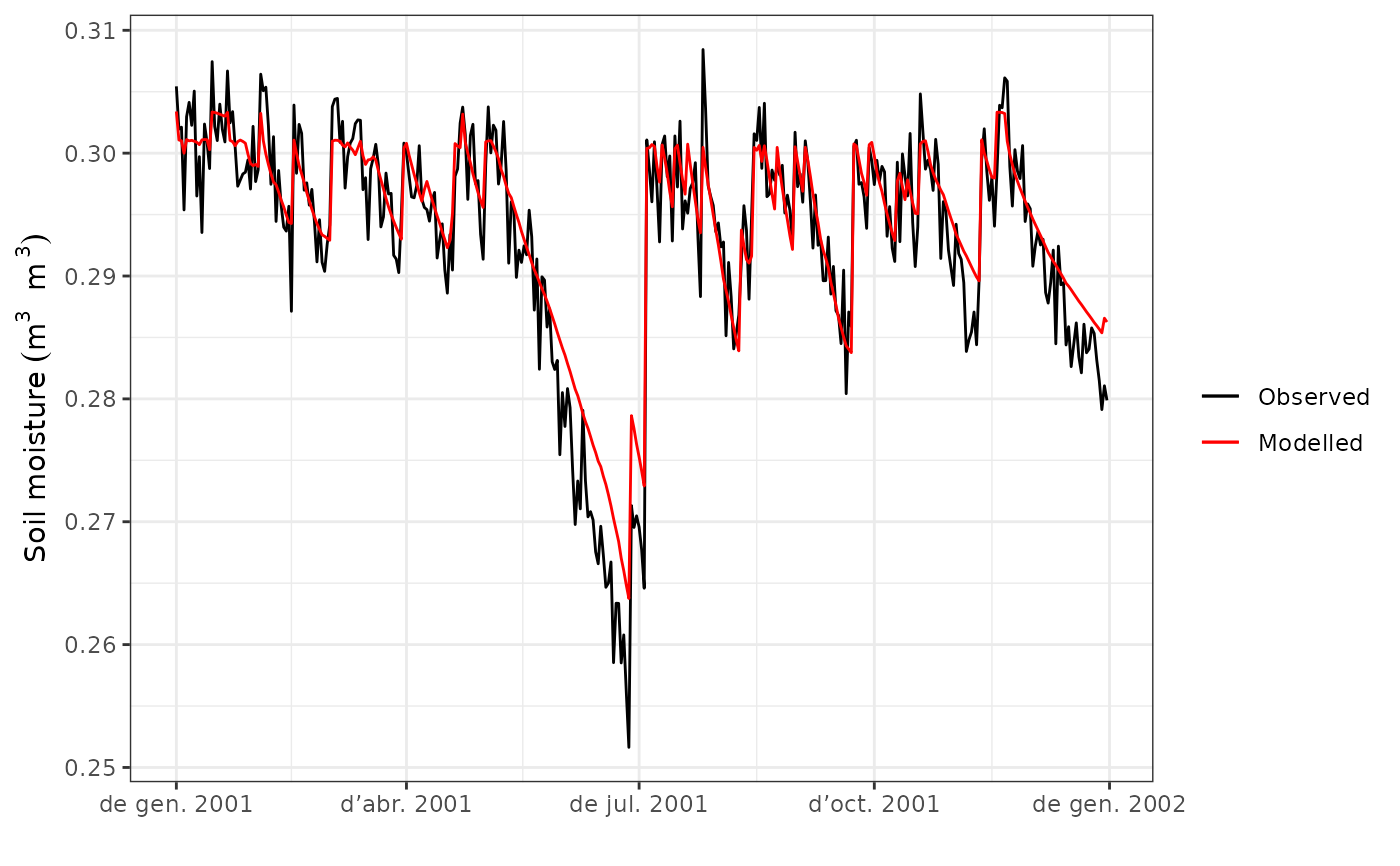 Soil moisture (m³ m³)
0.31
0.30
0.29
0.28
0.27
0.26
0.25
de gen. 2001
d’abr. 2001
de jul. 2001
d’oct. 2001
de gen. 2002
Observed
Modelled